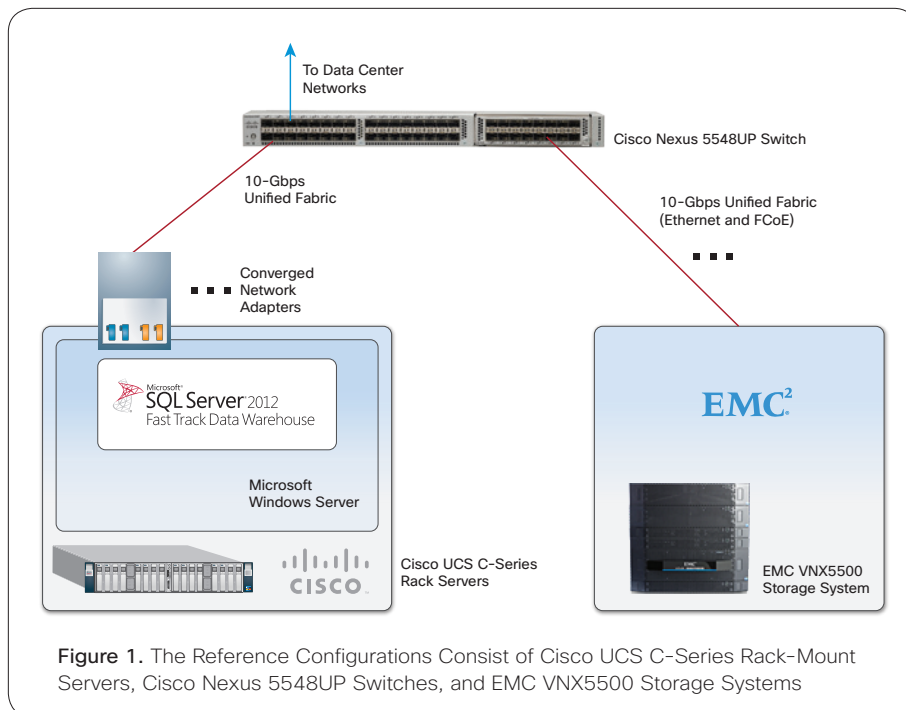 To Data Center
Networks
Cisco Nexus 5548UP Switch
10-Gbps
Unified Fabric
10-Gbps Unified Fabric
(Ethernet and FCoE)
Converged
Network
Adapters
Microsoft®
SQL Server® 2012
Fast Track Data Warehouse
EMC²®
Microsoft
Windows Server
CISCO™
Cisco UCS C-Series
Rack Servers
EMC²
EMC VNX5500
Storage System
Figure 1. The Reference Configurations Consist of Cisco UCS C-Series Rack-Mount
Servers, Cisco Nexus 5548UP Switches, and EMC VNX5500 Storage Systems